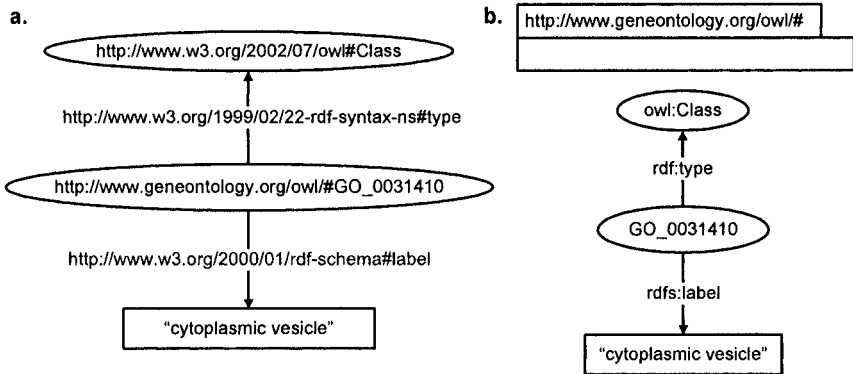 a.
http://www.w3.org/2002/07/owl#Class
http://www.w3.org/1999/02/22-rdf-syntax-ns#type
http://www.geneontology.org/owl/#GO_0031410
http://www.w3.org/2000/01/rdf-schema#label
“cytoplasmic vesicle”
b.
http://www.geneontology.org/owl/#
owl:Class
rdf:type
GO_0031410
rdfs:label
“cytoplasmic vesicle”